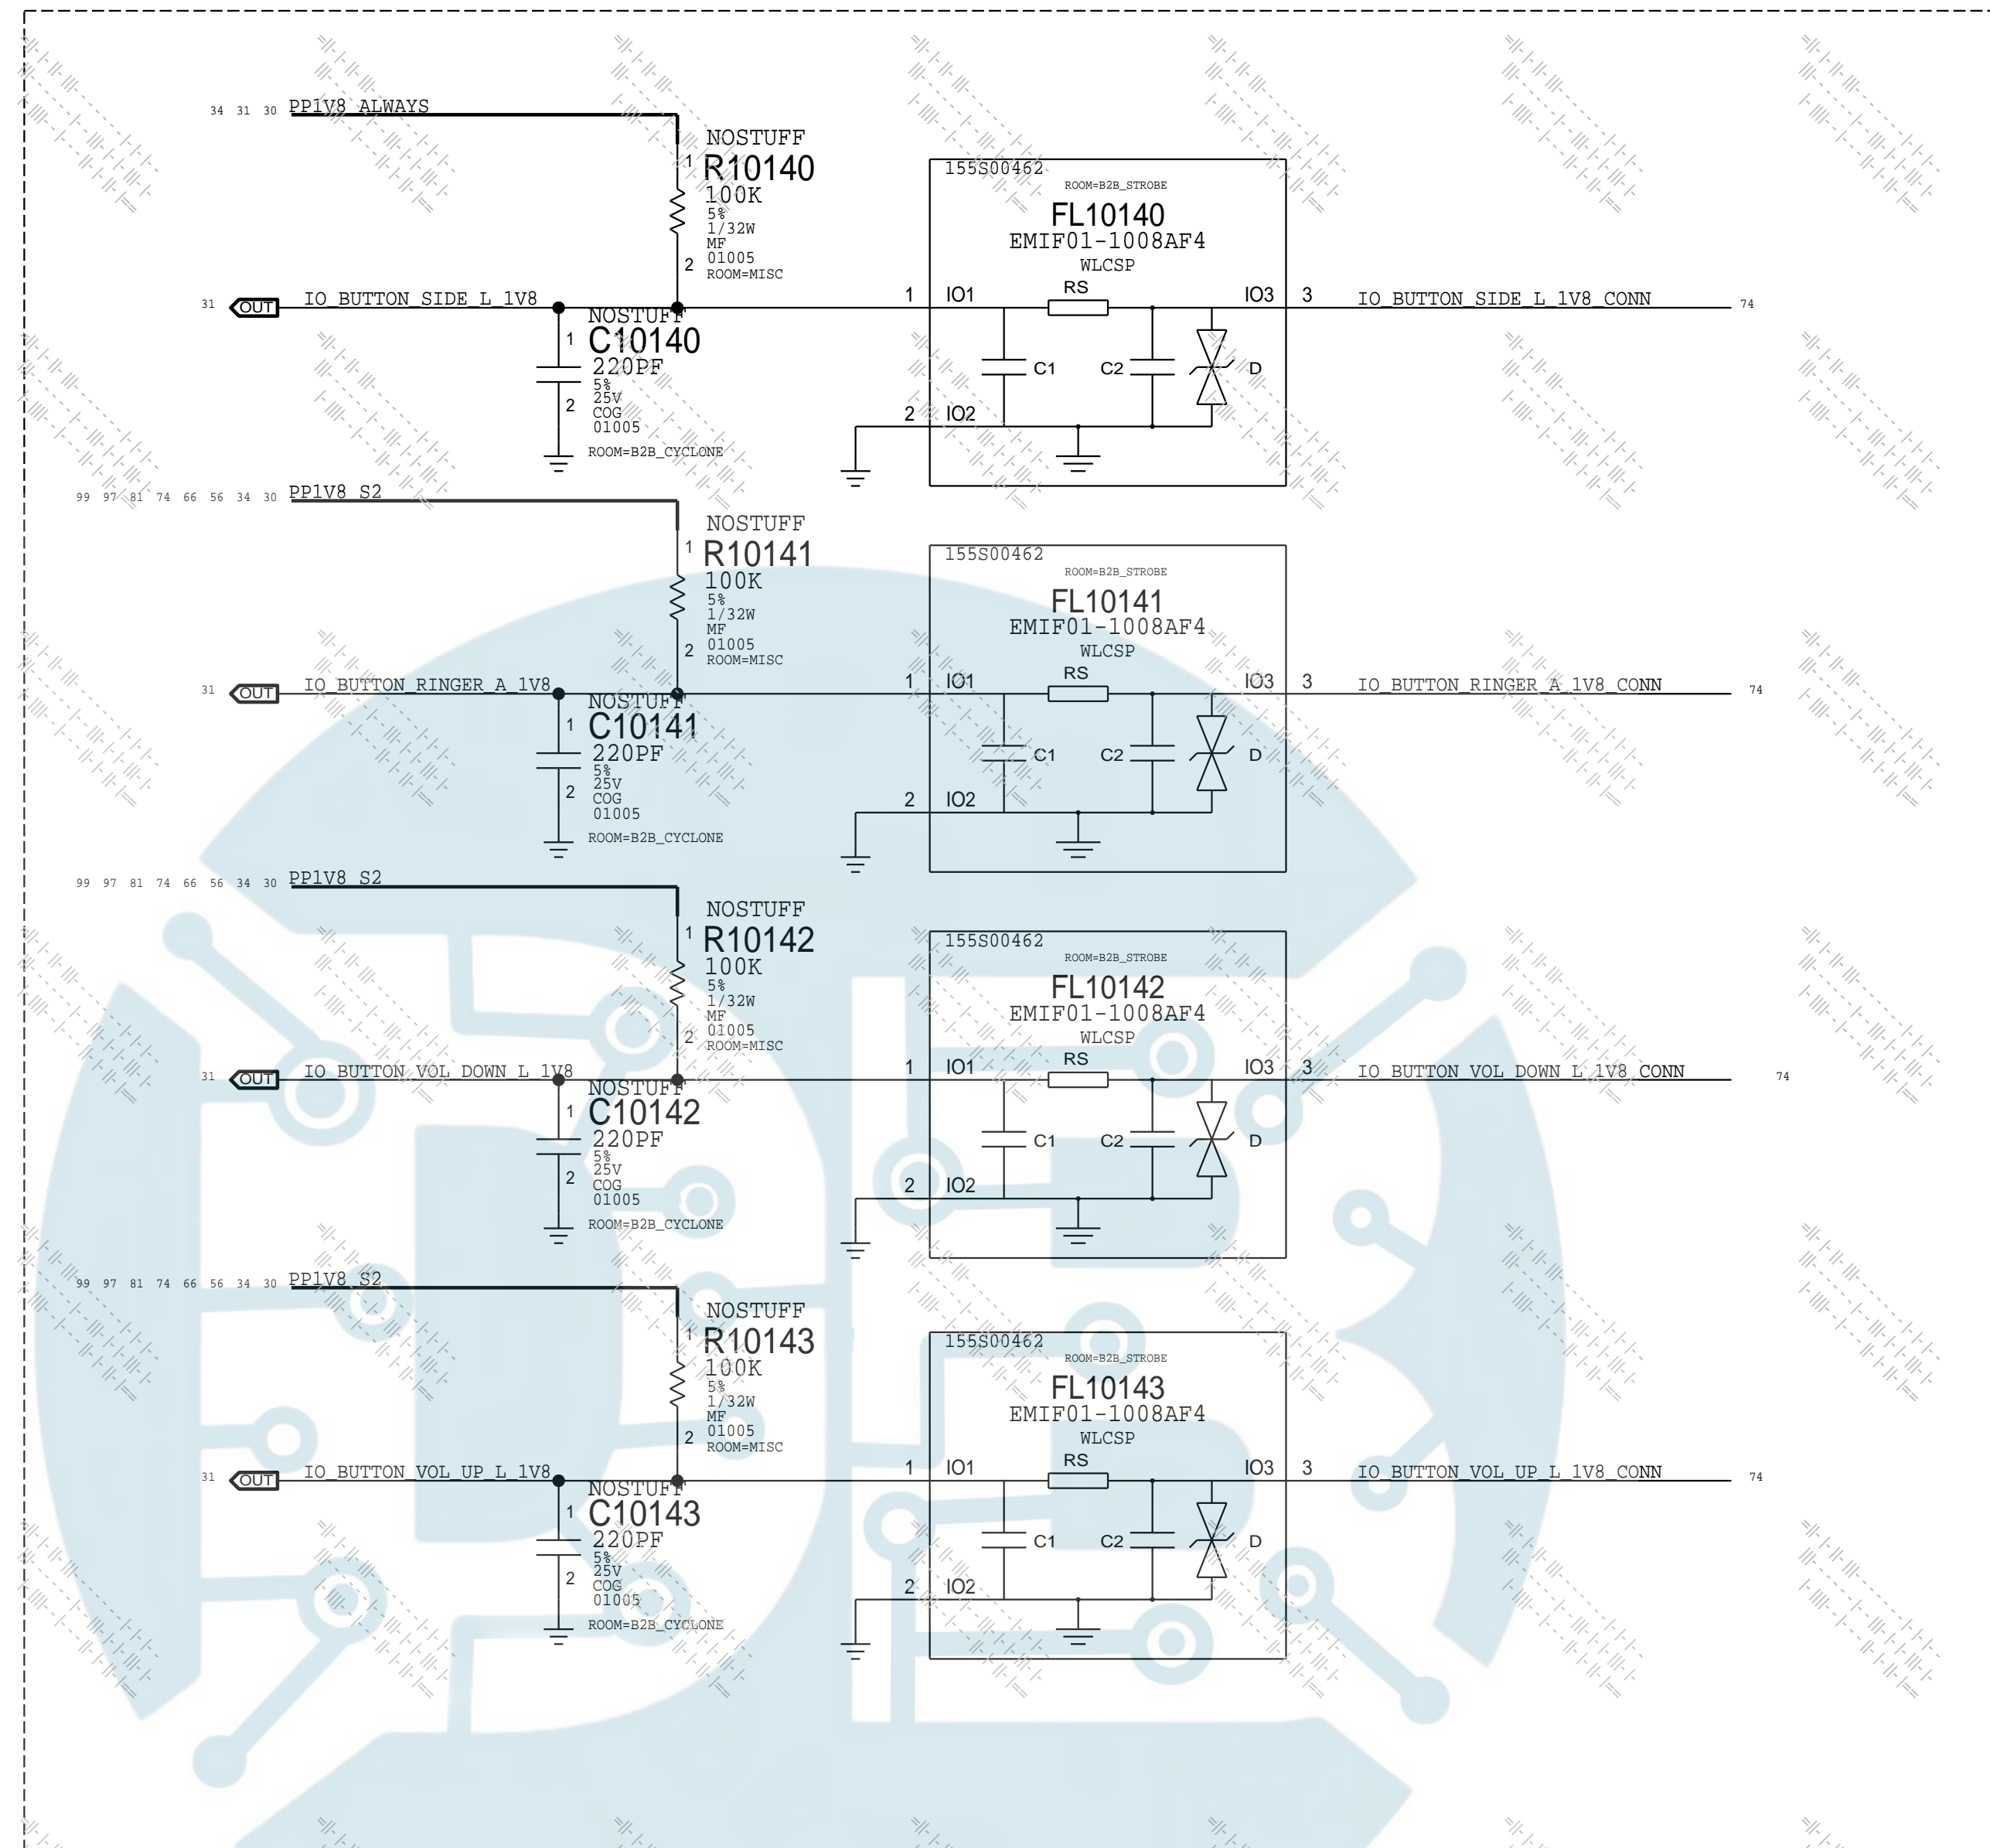 34 31 30 PP1V8_ALWAYS
NOSTUFF
1 R10140
100K
5%
1/32W
MF
01005
2 ROOM=MISC
155S00462
ROOM=B2B_STROBE
FL10140
EMIF01-1008AF4
WLCSP
31 OUT IO_BUTTON_SIDE_L_1V8
1 IO1 RS IO3 3 IO_BUTTON_SIDE_L_1V8_CONN 74
NOSTUFF
1 C10140
220PF
5%
25V
2 COG
01005
ROOM=B2B_CYCLONE
C1 C2 D
2 IO2
99 97 81 74 66 56 34 30 PP1V8_S2
NOSTUFF
1 R10141
100K
5%
1/32W
MF
01005
2 ROOM=MISC
155S00462
ROOM=B2B_STROBE
FL10141
EMIF01-1008AF4
WLCSP
31 OUT IO_BUTTON_RINGER_A_1V8
1 IO1 RS IO3 3 IO_BUTTON_RINGER_A_1V8_CONN 74
NOSTUFF
1 C10141
220PF
5%
25V
2 COG
01005
ROOM=B2B_CYCLONE
C1 C2 D
2 IO2
99 97 81 74 66 56 34 30 PP1V8_S2
NOSTUFF
1 R10142
100K
5%
1/32W
MF
01005
2 ROOM=MISC
155S00462
ROOM=B2B_STROBE
FL10142
EMIF01-1008AF4
WLCSP
31 OUT IO_BUTTON_VOL_DOWN_L_1V8
1 IO1 RS IO3 3 IO_BUTTON_VOL_DOWN_L_1V8_CONN 74
NOSTUFF
1 C10142
220PF
5%
25V
2 COG
01005
ROOM=B2B_CYCLONE
C1 C2 D
2 IO2
99 97 81 74 66 56 34 30 PP1V8_S2
NOSTUFF
1 R10143
100K
5%
1/32W
MF
01005
2 ROOM=MISC
155S00462
ROOM=B2B_STROBE
FL10143
EMIF01-1008AF4
WLCSP
31 OUT IO_BUTTON_VOL_UP_L_1V8
1 IO1 RS IO3 3 IO_BUTTON_VOL_UP_L_1V8_CONN 74
NOSTUFF
1 C10143
220PF
5%
25V
2 COG
01005
ROOM=B2B_CYCLONE
C1 C2 D
2 IO2